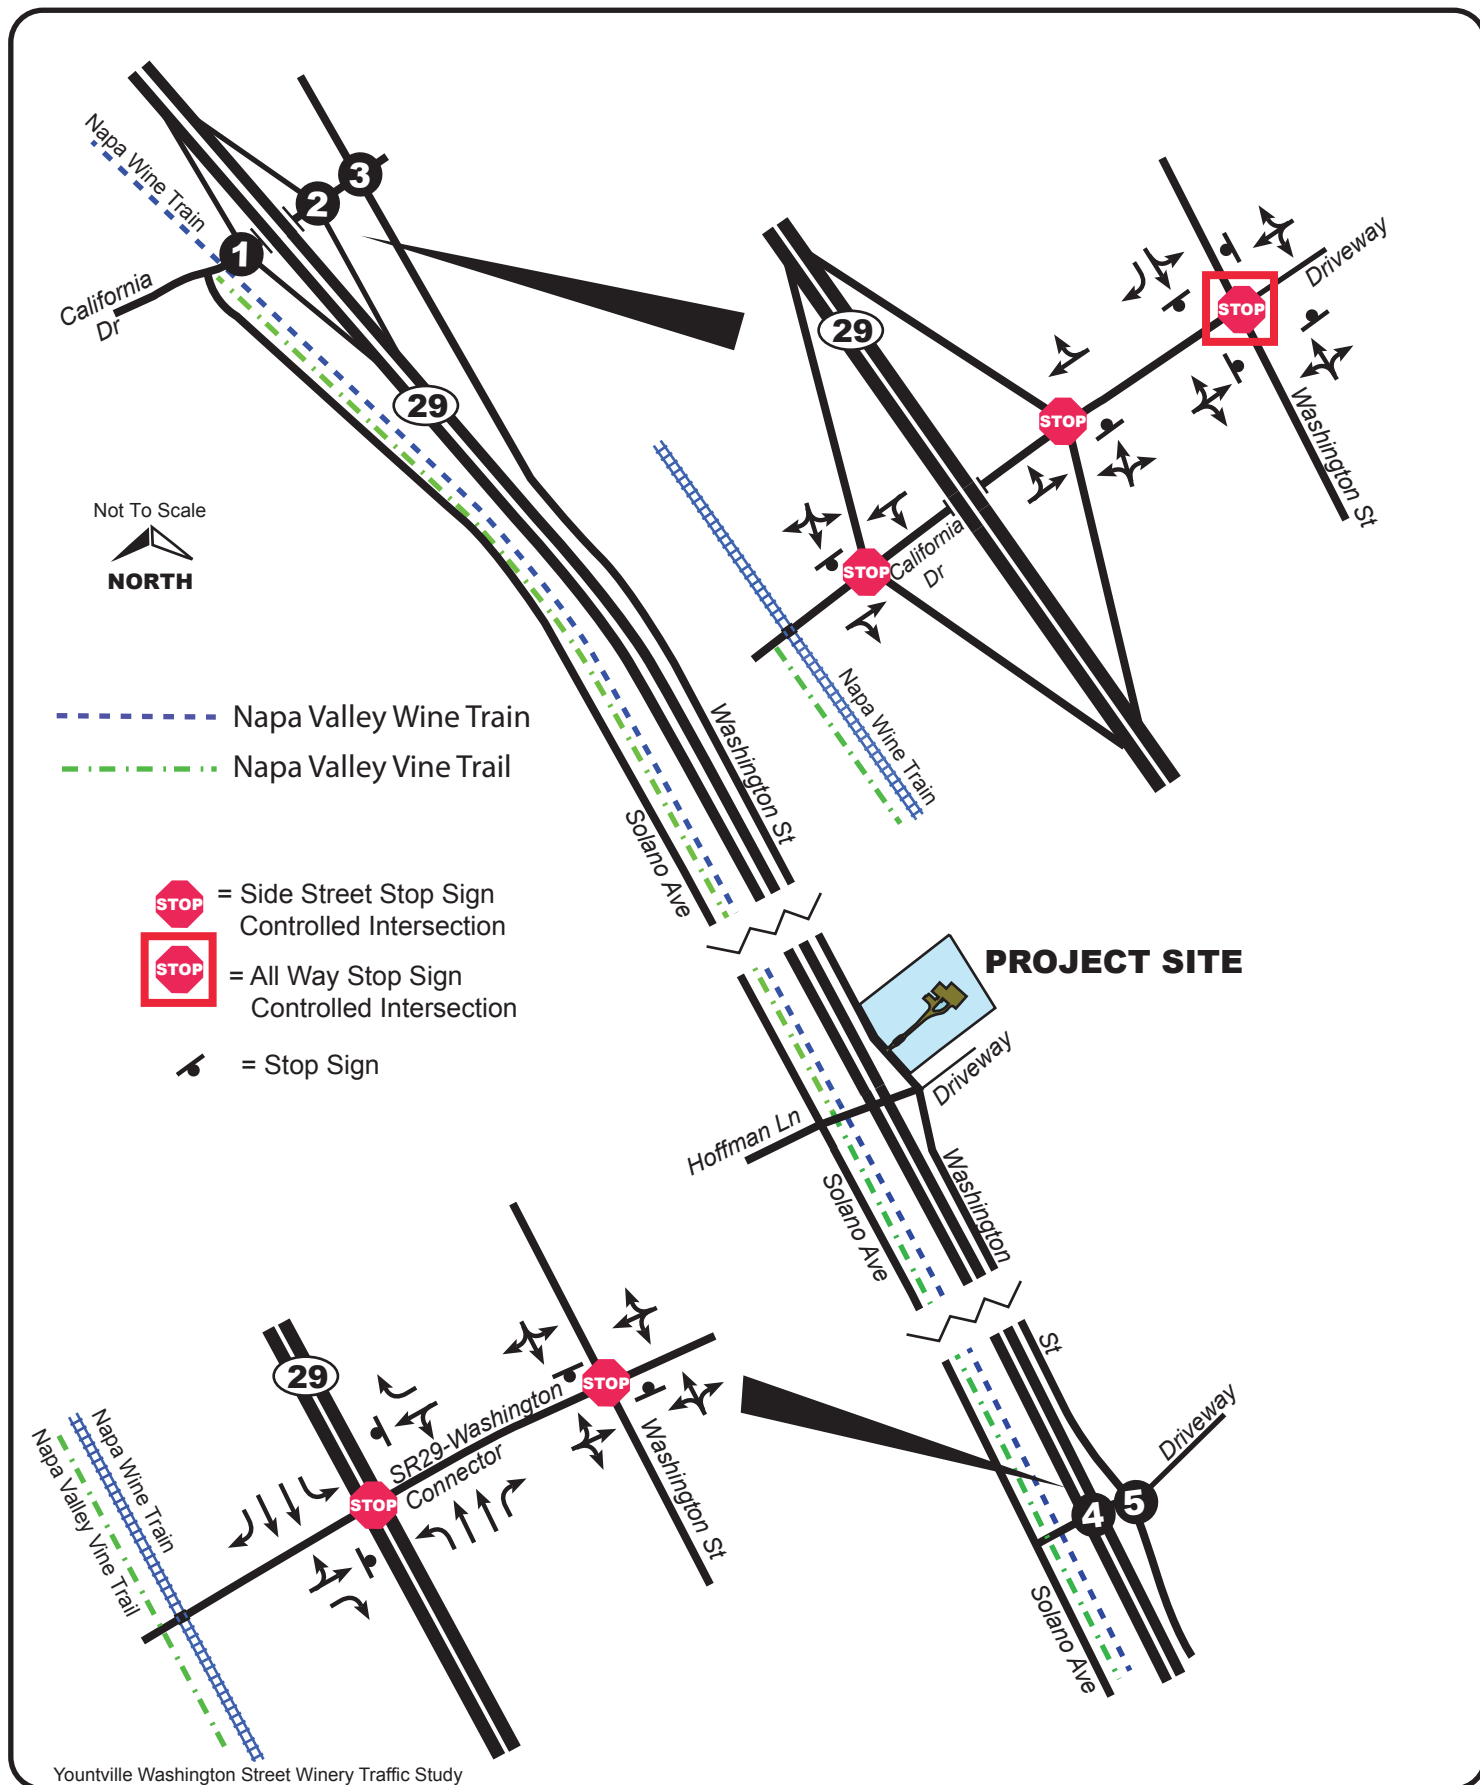 Napa Wine Train
1
2
3
California
Dr
29
Not To Scale
NORTH
Napa Valley Wine Train
Napa Valley Vine Trail
STOP
= Side Street Stop Sign
Controlled Intersection
STOP
= All Way Stop Sign
Controlled Intersection
= Stop Sign
Solano Ave
Washington St
29
STOP
STOP
STOP
Driveway
Washington St
California
Dr
Napa Wine Train
PROJECT SITE
Driveway
Hoffman Ln
Solano Ave
Washington
St
Driveway
4
5
Solano Ave
29
STOP
STOP
SR29-Washington
Connector
Washington St
Napa Wine Train
Napa Valley Vine Trail
Yountville Washington Street Winery Traffic Study